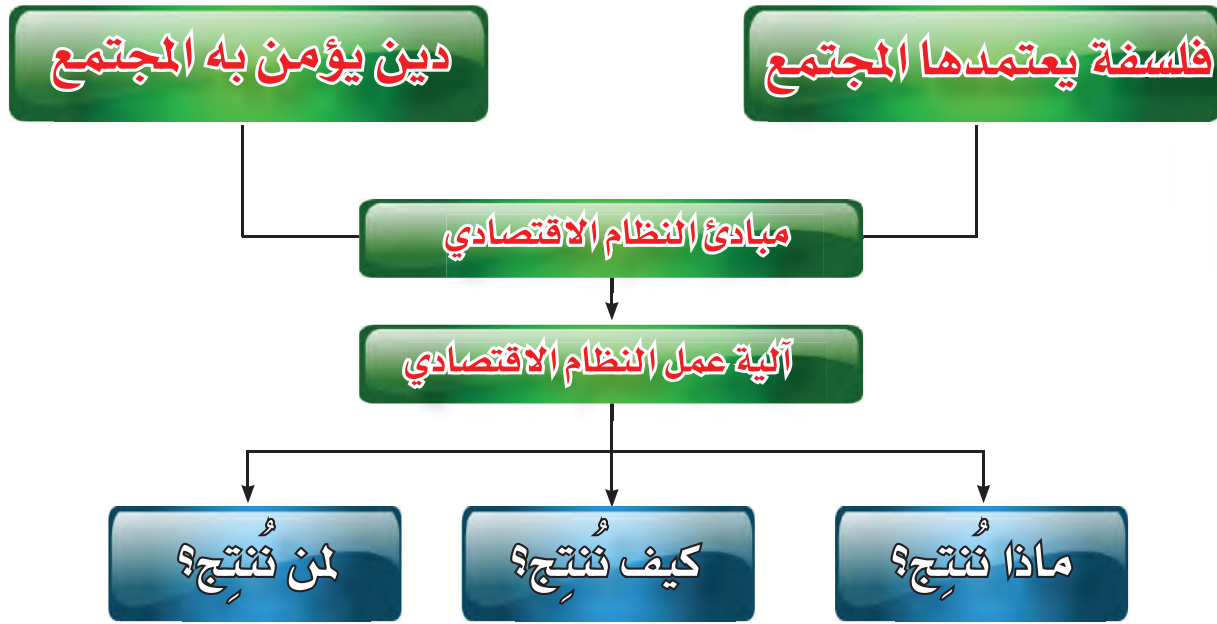 فلسفة يعتمدها المجتمع
دين يؤمن به المجتمع
مبادئ النظام الاقتصادي
آلية عمل النظام الاقتصادي
ماذا نُنتِج؟
كيف نُنتِج؟
لمن نُنتِج؟